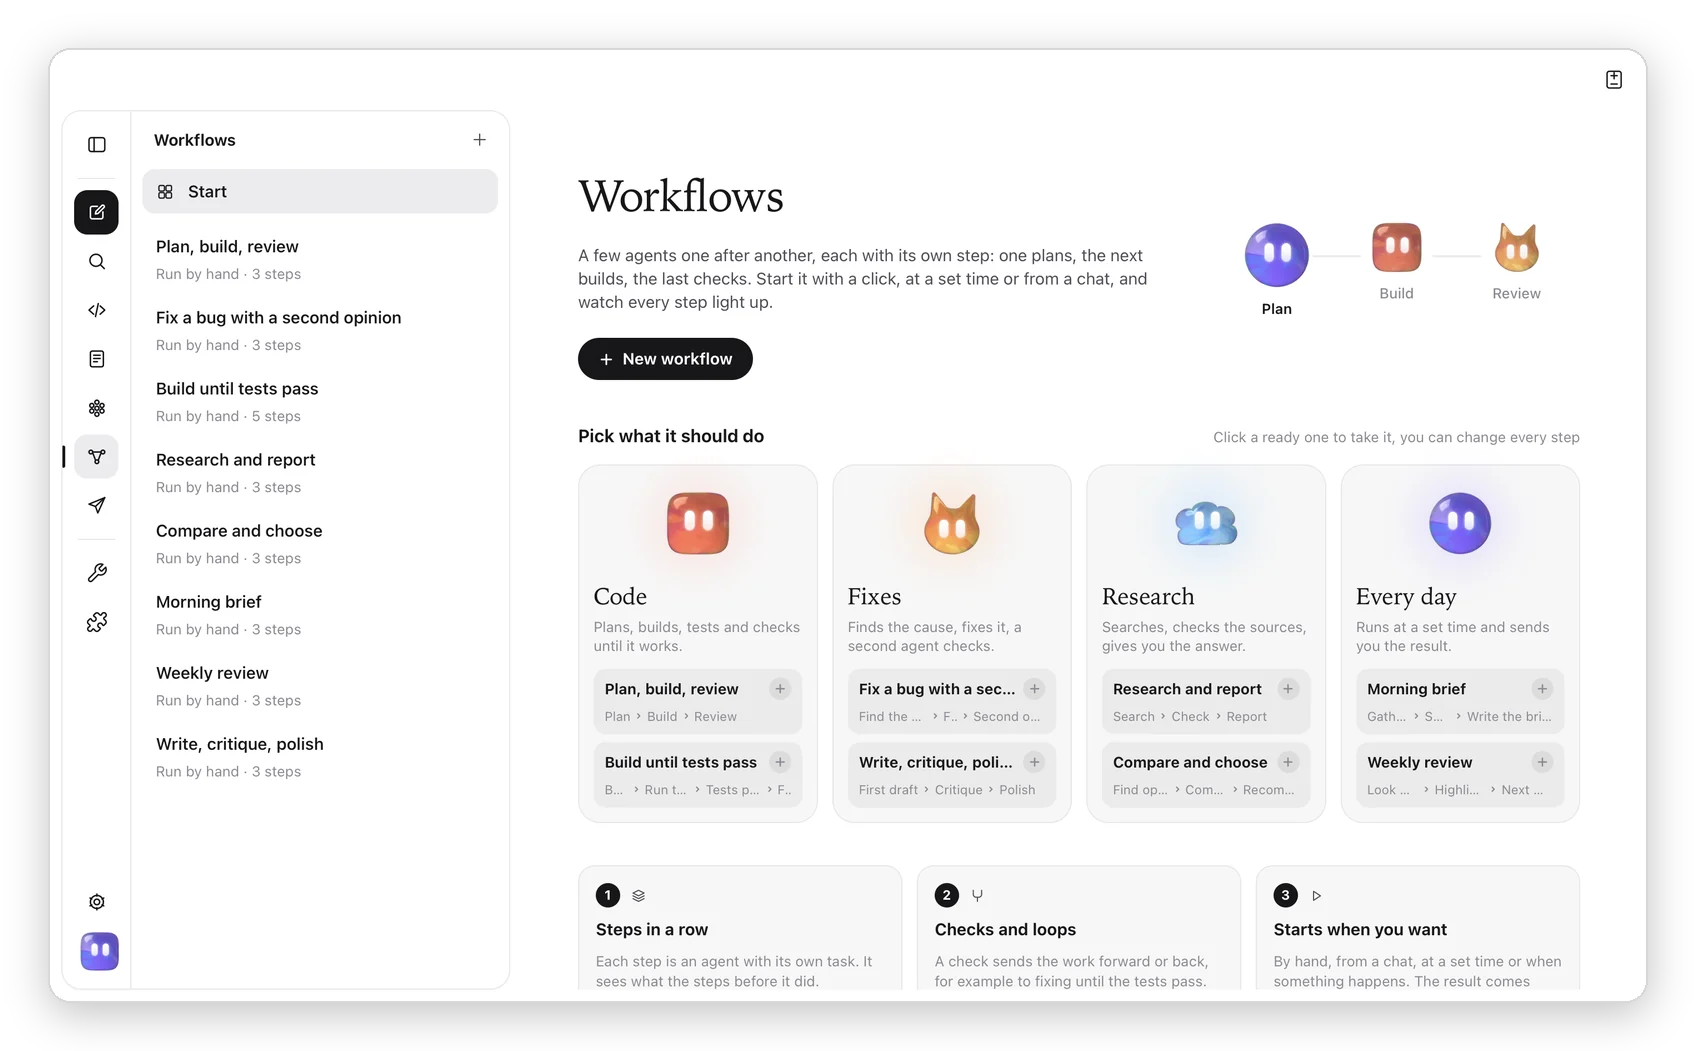 Workflows
Start
Plan, build, review
Run by hand · 3 steps
Fix a bug with a second opinion
Run by hand · 3 steps
Build until tests pass
Run by hand · 5 steps
Research and report
Run by hand · 3 steps
Compare and choose
Run by hand · 3 steps
Morning brief
Run by hand · 3 steps
Weekly review
Run by hand · 3 steps
Write, critique, polish
Run by hand · 3 steps
Workflows
A few agents one after another, each with its own step: one plans, the next
builds, the last checks. Start it with a click, at a set time or from a chat, and
watch every step light up.
New workflow
Plan
Build
Review
Pick what it should do
Click a ready one to take it, you can change every step
Code
Plans, builds, tests and checks
until it works.
Plan, build, review
Plan › Build › Review
Build until tests pass
B... › Run t... › Tests p... › F..
Fixes
Finds the cause, fixes it, a
second agent checks.
Fix a bug with a sec...
Find the ... › F.. › Second o...
Write, critique, poli...
First draft › Critique › Polish
Research
Searches, checks the sources,
gives you the answer.
Research and report
Search › Check › Report
Compare and choose
Find op... › Com... › Recom...
Every day
Runs at a set time and sends
you the result.
Morning brief
Gath... › S... › Write the bri...
Weekly review
Look ... › Highli... › Next ...
1
Steps in a row
Each step is an agent with its own task. It
sees what the steps before it did.
2
Checks and loops
A check sends the work forward or back,
for example to fixing until the tests pass.
3
Starts when you want
By hand, from a chat, at a set time or when
something happens. The result comes